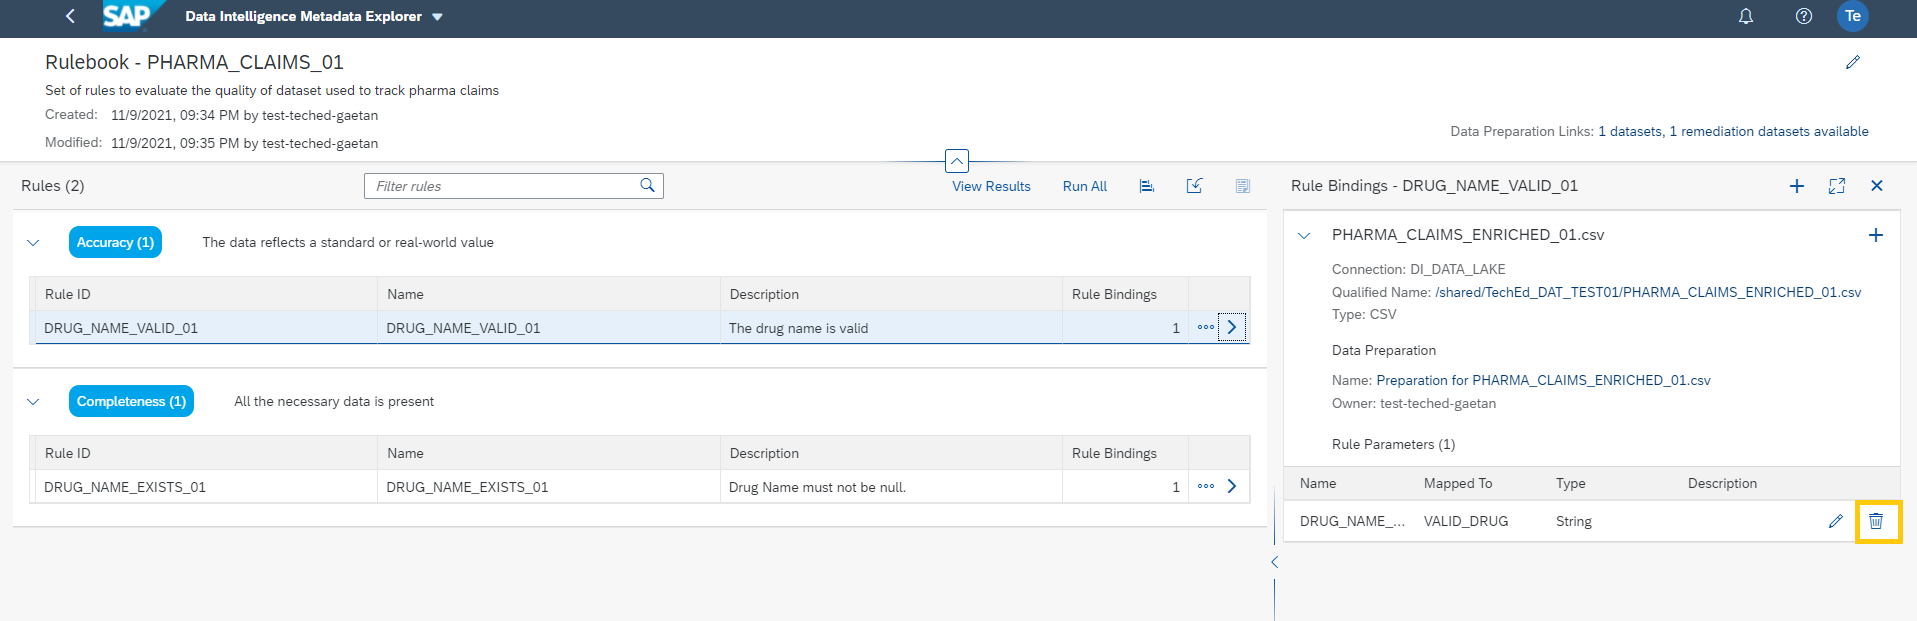 SAP
Data Intelligence Metadata Explorer
Te
Rulebook - PHARMA_CLAIMS_01
Set of rules to evaluate the quality of dataset used to track pharma claims
Created: 11/9/2021, 09:34 PM by test-teched-gaetan
Modified: 11/9/2021, 09:35 PM by test-teched-gaetan
Data Preparation Links: 1 datasets, 1 remediation datasets available
Rules (2)
Filter rules
View Results
Run All
Accuracy (1)
The data reflects a standard or real-world value
Rule ID Name Description Rule Bindings
DRUG_NAME_VALID_01 DRUG_NAME_VALID_01 The drug name is valid 1
Completeness (1)
All the necessary data is present
Rule ID Name Description Rule Bindings
DRUG_NAME_EXISTS_01 DRUG_NAME_EXISTS_01 Drug Name must not be null. 1
Rule Bindings - DRUG_NAME_VALID_01
PHARMA_CLAIMS_ENRICHED_01.csv
Connection: DI_DATA_LAKE
Qualified Name: /shared/TechEd_DAT_TEST01/PHARMA_CLAIMS_ENRICHED_01.csv
Type: CSV
Data Preparation
Name: Preparation for PHARMA_CLAIMS_ENRICHED_01.csv
Owner: test-teched-gaetan
Rule Parameters (1)
Name Mapped To Type Description
DRUG_NAME_... VALID_DRUG String